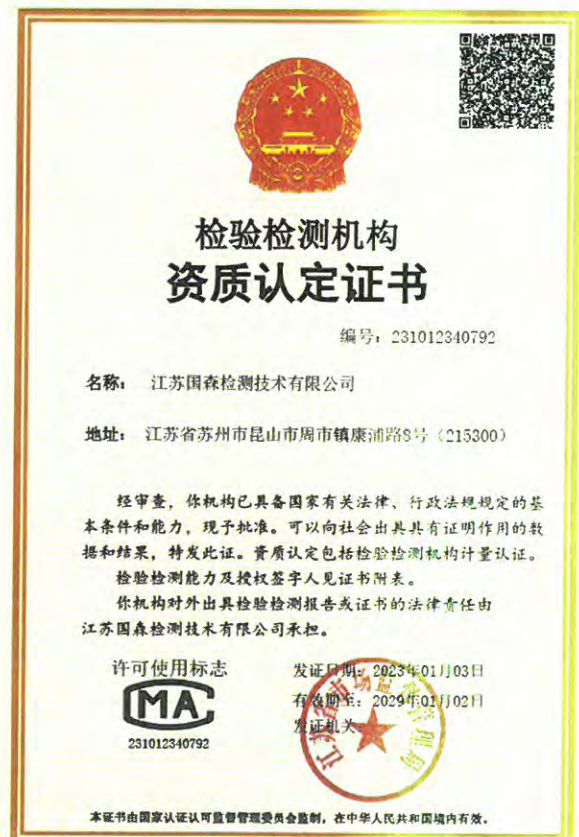 检验检测机构
资质认定证书
编号：231012340792
名称： 江苏国森检测技术有限公司
地址： 江苏省苏州市昆山市周市镇康浦路8号（215300）
经审查，你机构已具备国家有关法律、行政法规规定的基
本条件和能力，现予批准。可以向社会出具具有证明作用的数
据和结果，特发此证。资质认定包括检验检测机构计量认证。
检验检测能力及授权签字人见证书附表。
你机构对外出具检验检测报告或证书的法律责任由
江苏国森检测技术有限公司承担。
许可使用标志
MA
231012340792
发证日期：2023年01月03日
有效期至：2029年01月02日
发证机关：
江苏省市场监督管理局
本证书由国家认证认可监督管理委员会监制，在中华人民共和国境内有效。